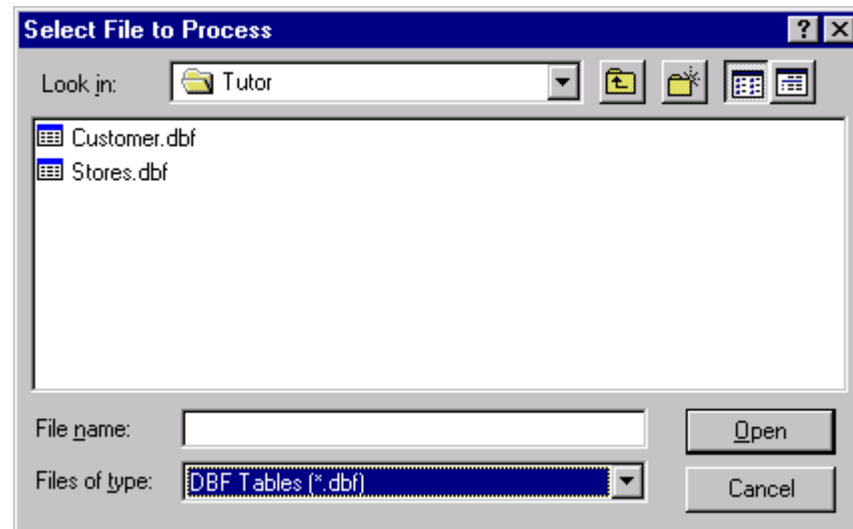 Select File to Process
Look in: Tutor
Customer.dbf
Stores.dbf
File name: Open
Files of type: DBF Tables (*.dbf) Cancel